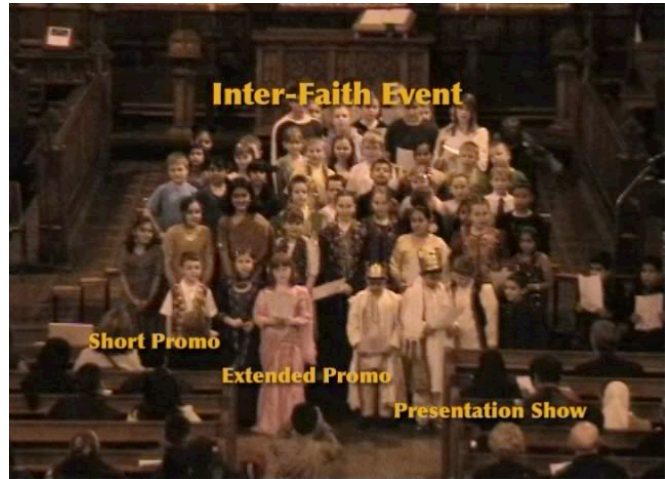 Inter-Faith Event
Short Promo
Extended Promo
Presentation Show